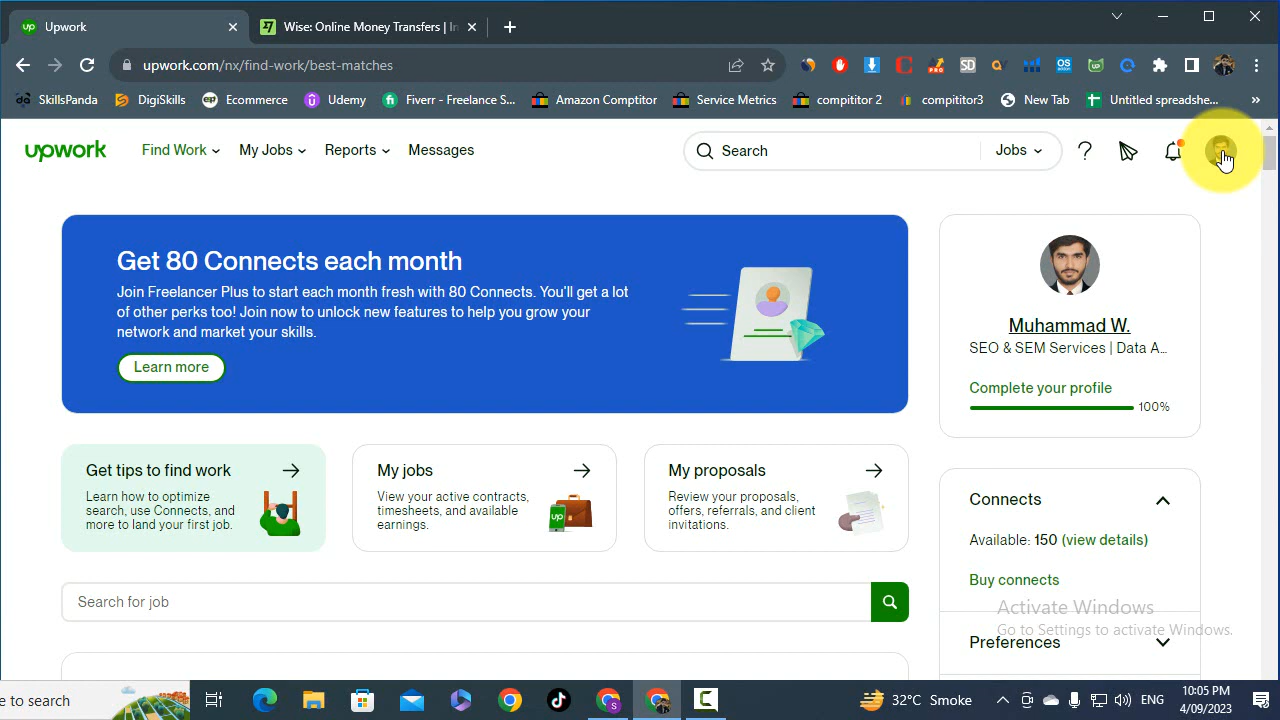 Upwork
Wise: Online Money Transfers | In
upwork.com/nx/find-work/best-matches
SkillsPanda
DigiSkills
Ecommerce
Udemy
Fiverr - Freelance S...
Amazon Comptitor
Service Metrics
compititor 2
compititor3
New Tab
Untitled spreadshe...
upwork
Find Work
My Jobs
Reports
Messages
Search
Jobs
Get 80 Connects each month
Join Freelancer Plus to start each month fresh with 80 Connects. You'll get a lot
of other perks too! Join now to unlock new features to help you grow your
network and market your skills.
Learn more
Muhammad W.
SEO & SEM Services | Data A...
Complete your profile
100%
Get tips to find work
Learn how to optimize
search, use Connects, and
more to land your first job.
My jobs
View your active contracts,
timesheets, and available
earnings.
My proposals
Review your proposals,
offers, referrals, and client
invitations.
Connects
Available: 150 (view details)
Buy connects
Preferences
Search for job
Activate Windows
Go to Settings to activate Windows.
e to search
32°C Smoke
ENG
10:05 PM
4/09/2023